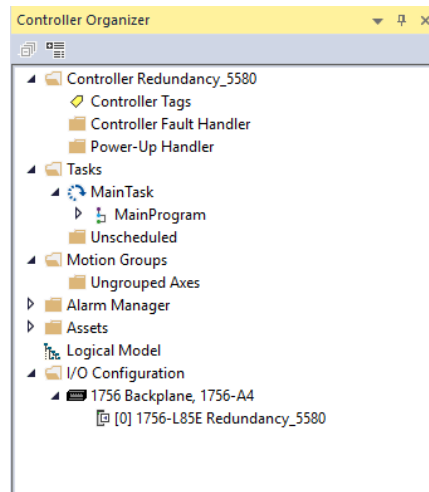 Controller Organizer
Controller Redundancy_5580
Controller Tags
Controller Fault Handler
Power-Up Handler
Tasks
MainTask
MainProgram
Unscheduled
Motion Groups
Ungrouped Axes
Alarm Manager
Assets
Logical Model
I/O Configuration
1756 Backplane, 1756-A4
[0] 1756-L85E Redundancy_5580